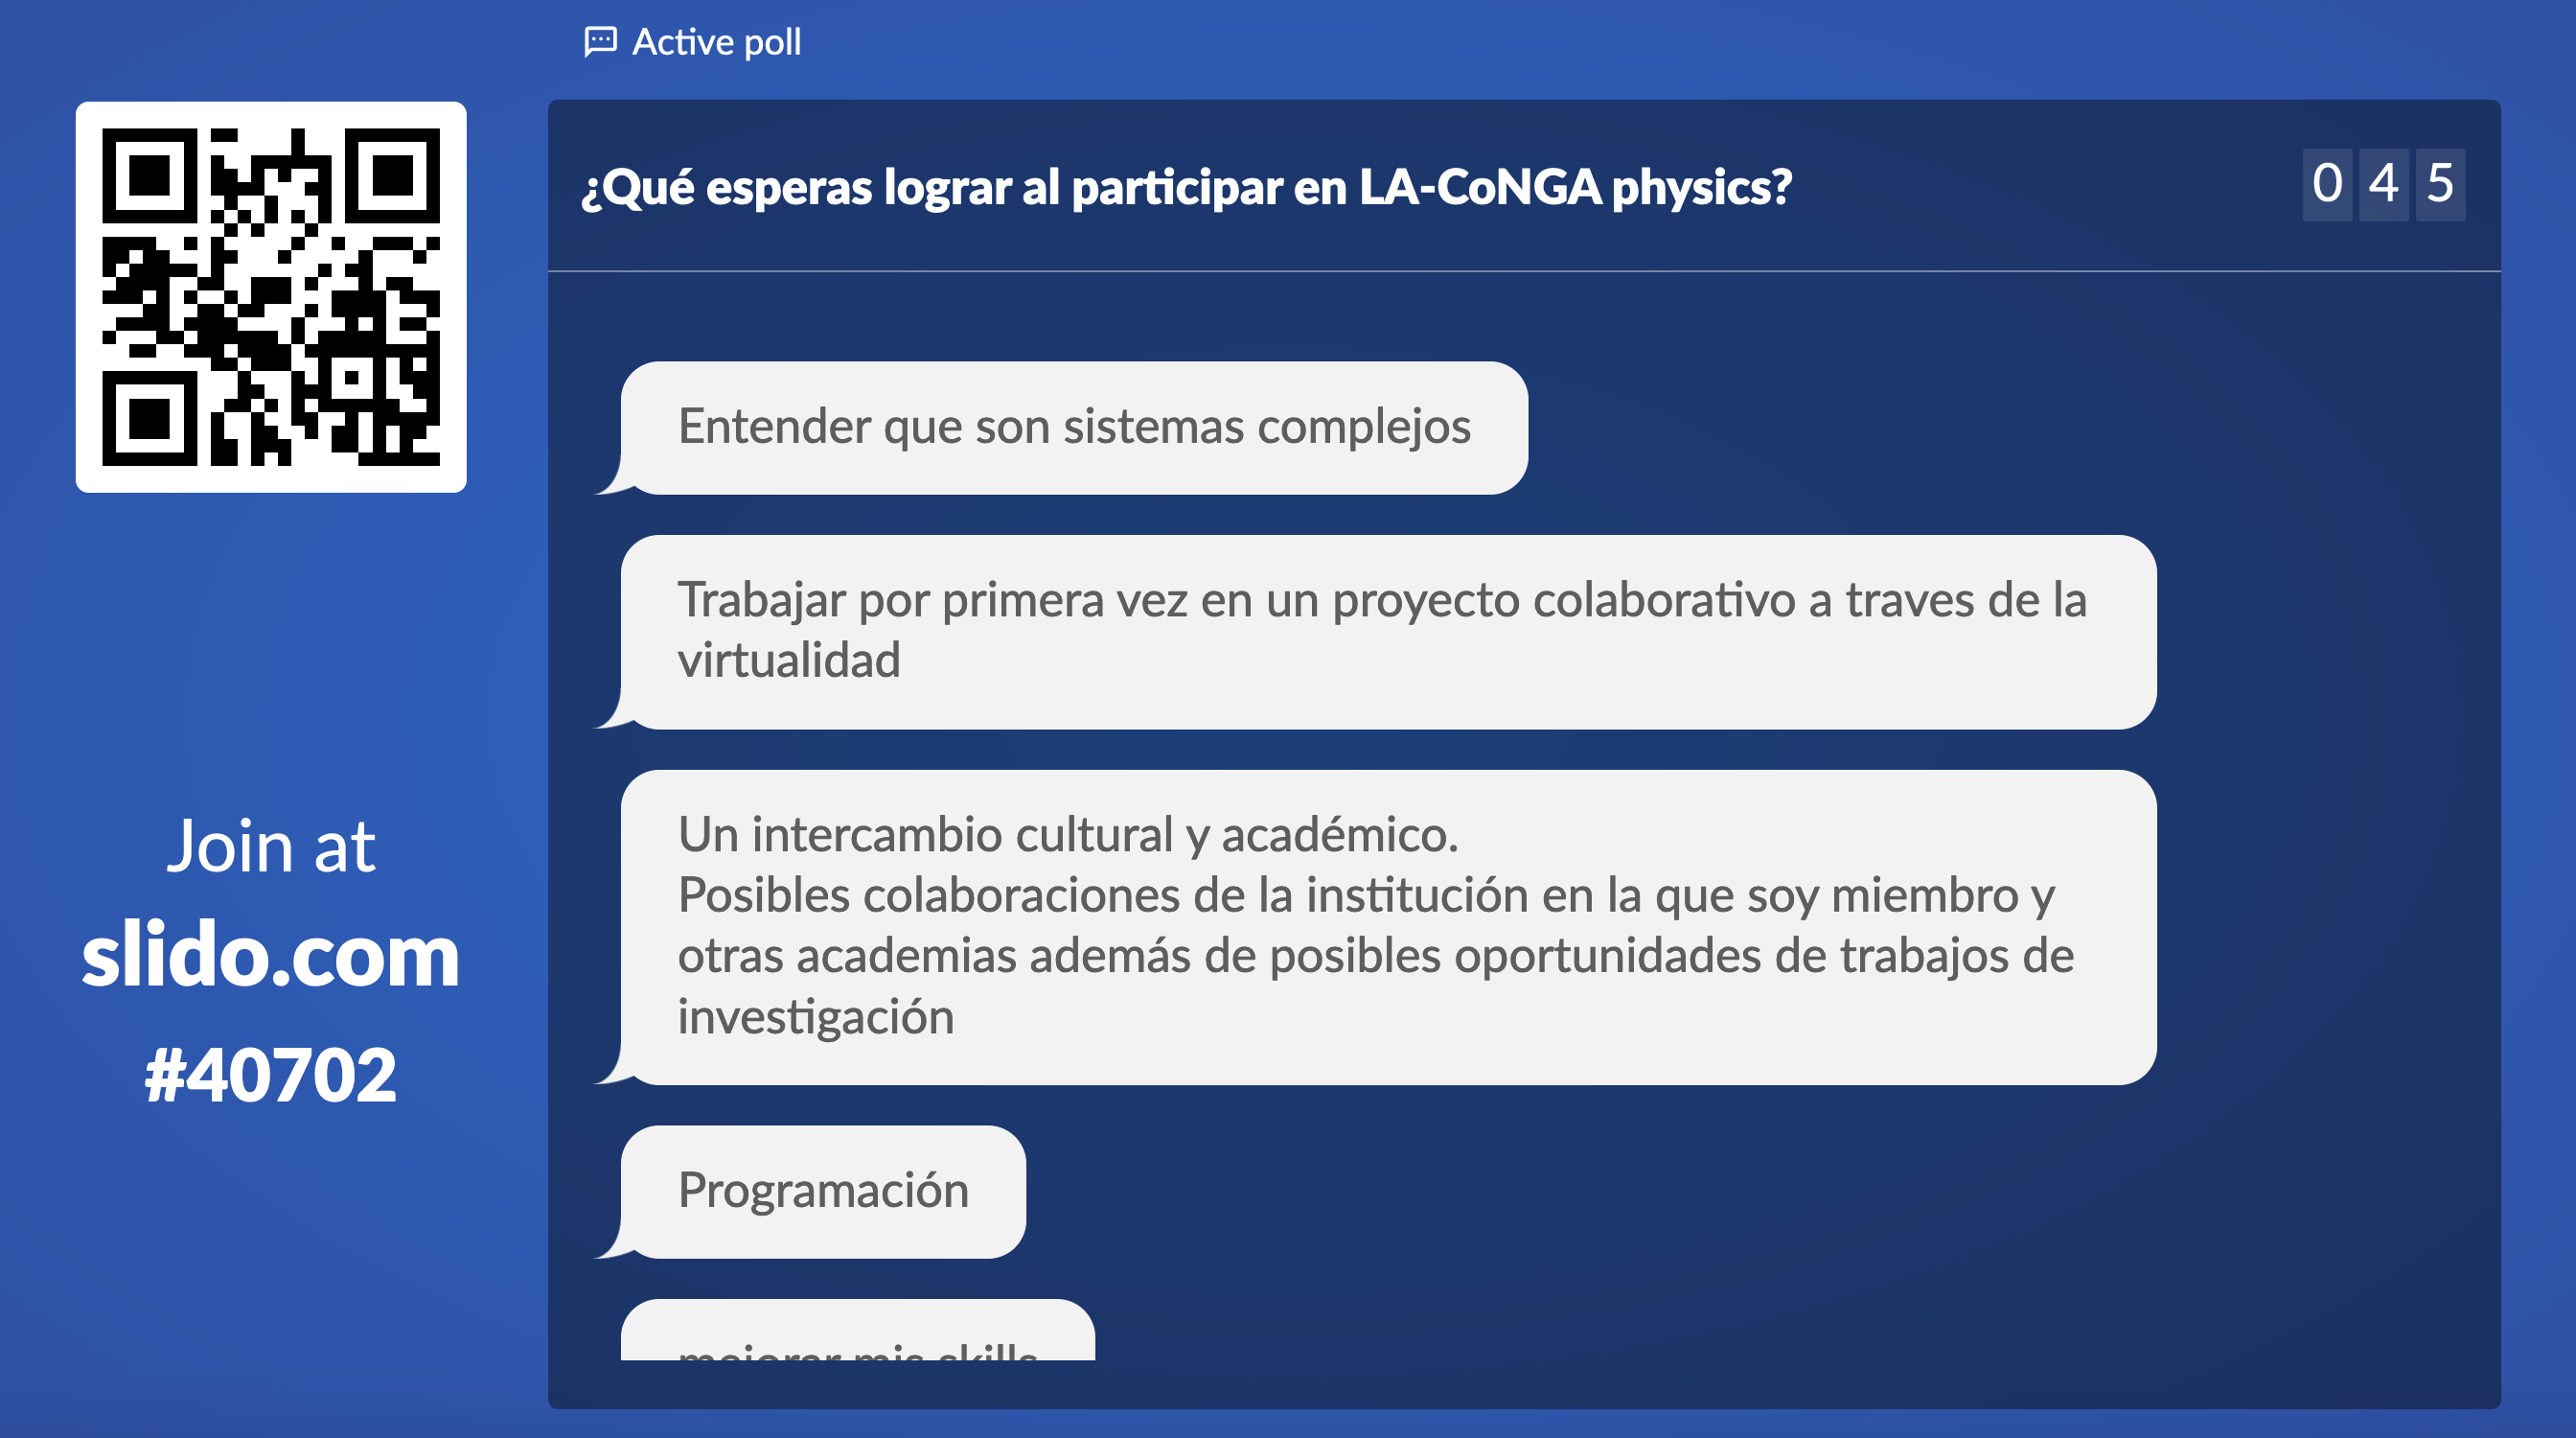 Active poll
¿Qué esperas lograr al participar en LA-CoNGA physics?
0 4 5
Entender que son sistemas complejos
Trabajar por primera vez en un proyecto colaborativo a traves de la
virtualidad
Un intercambio cultural y académico.
Posibles colaboraciones de la institución en la que soy miembro y
otras academias además de posibles oportunidades de trabajos de
investigación
Programación
mejorar mis skills
Join at
slido.com
#40702